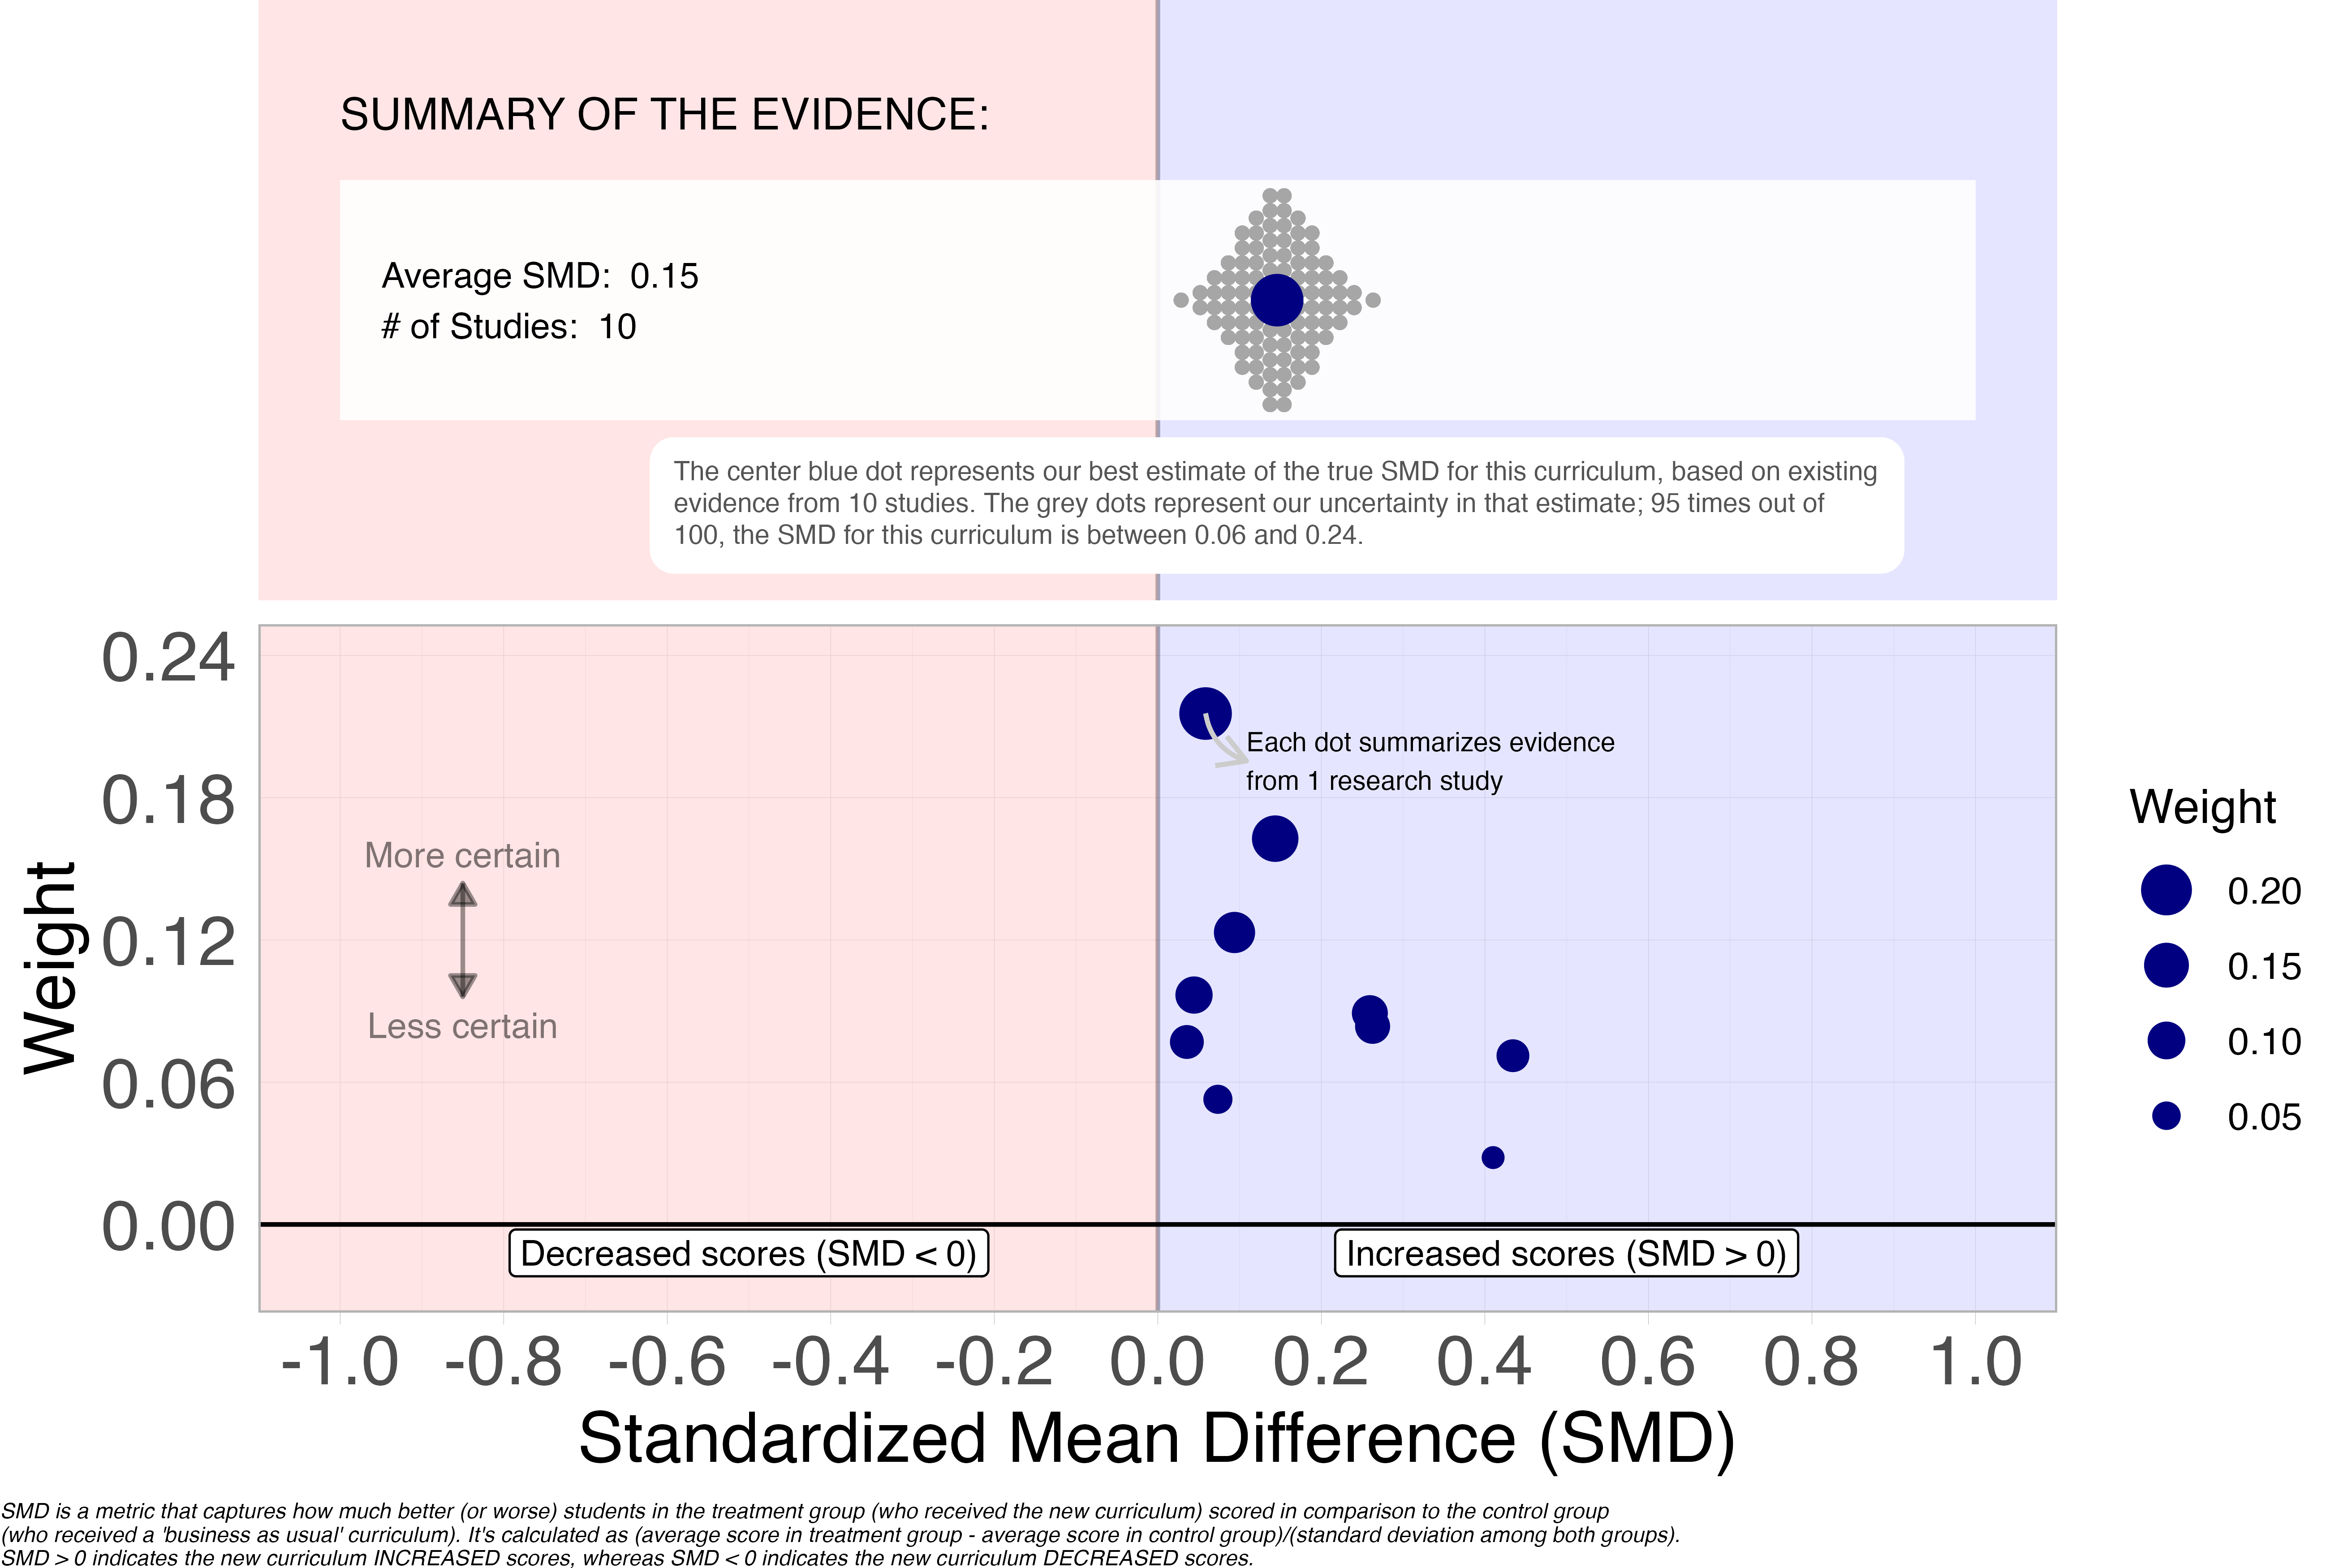 SUMMARY OF THE EVIDENCE:
Average SMD: 0.15
# of Studies: 10
The center blue dot represents our best estimate of the true SMD for this curriculum, based on existing
evidence from 10 studies. The grey dots represent our uncertainty in that estimate; 95 times out of
100, the SMD for this curriculum is between 0.06 and 0.24.
0.24
0.18
0.12
0.06
0.00
Weight
Each dot summarizes evidence
from 1 research study
More certain
Less certain
Decreased scores (SMD < 0)
Increased scores (SMD > 0)
Weight
0.20
0.15
0.10
0.05
-1.0 -0.8 -0.6 -0.4 -0.2 0.0 0.2 0.4 0.6 0.8 1.0
Standardized Mean Difference (SMD)
SMD is a metric that captures how much better (or worse) students in the treatment group (who received the new curriculum) scored in comparison to the control group
(who received a 'business as usual' curriculum). It's calculated as (average score in treatment group - average score in control group)/(standard deviation among both groups).
SMD > 0 indicates the new curriculum INCREASED scores, whereas SMD < 0 indicates the new curriculum DECREASED scores.